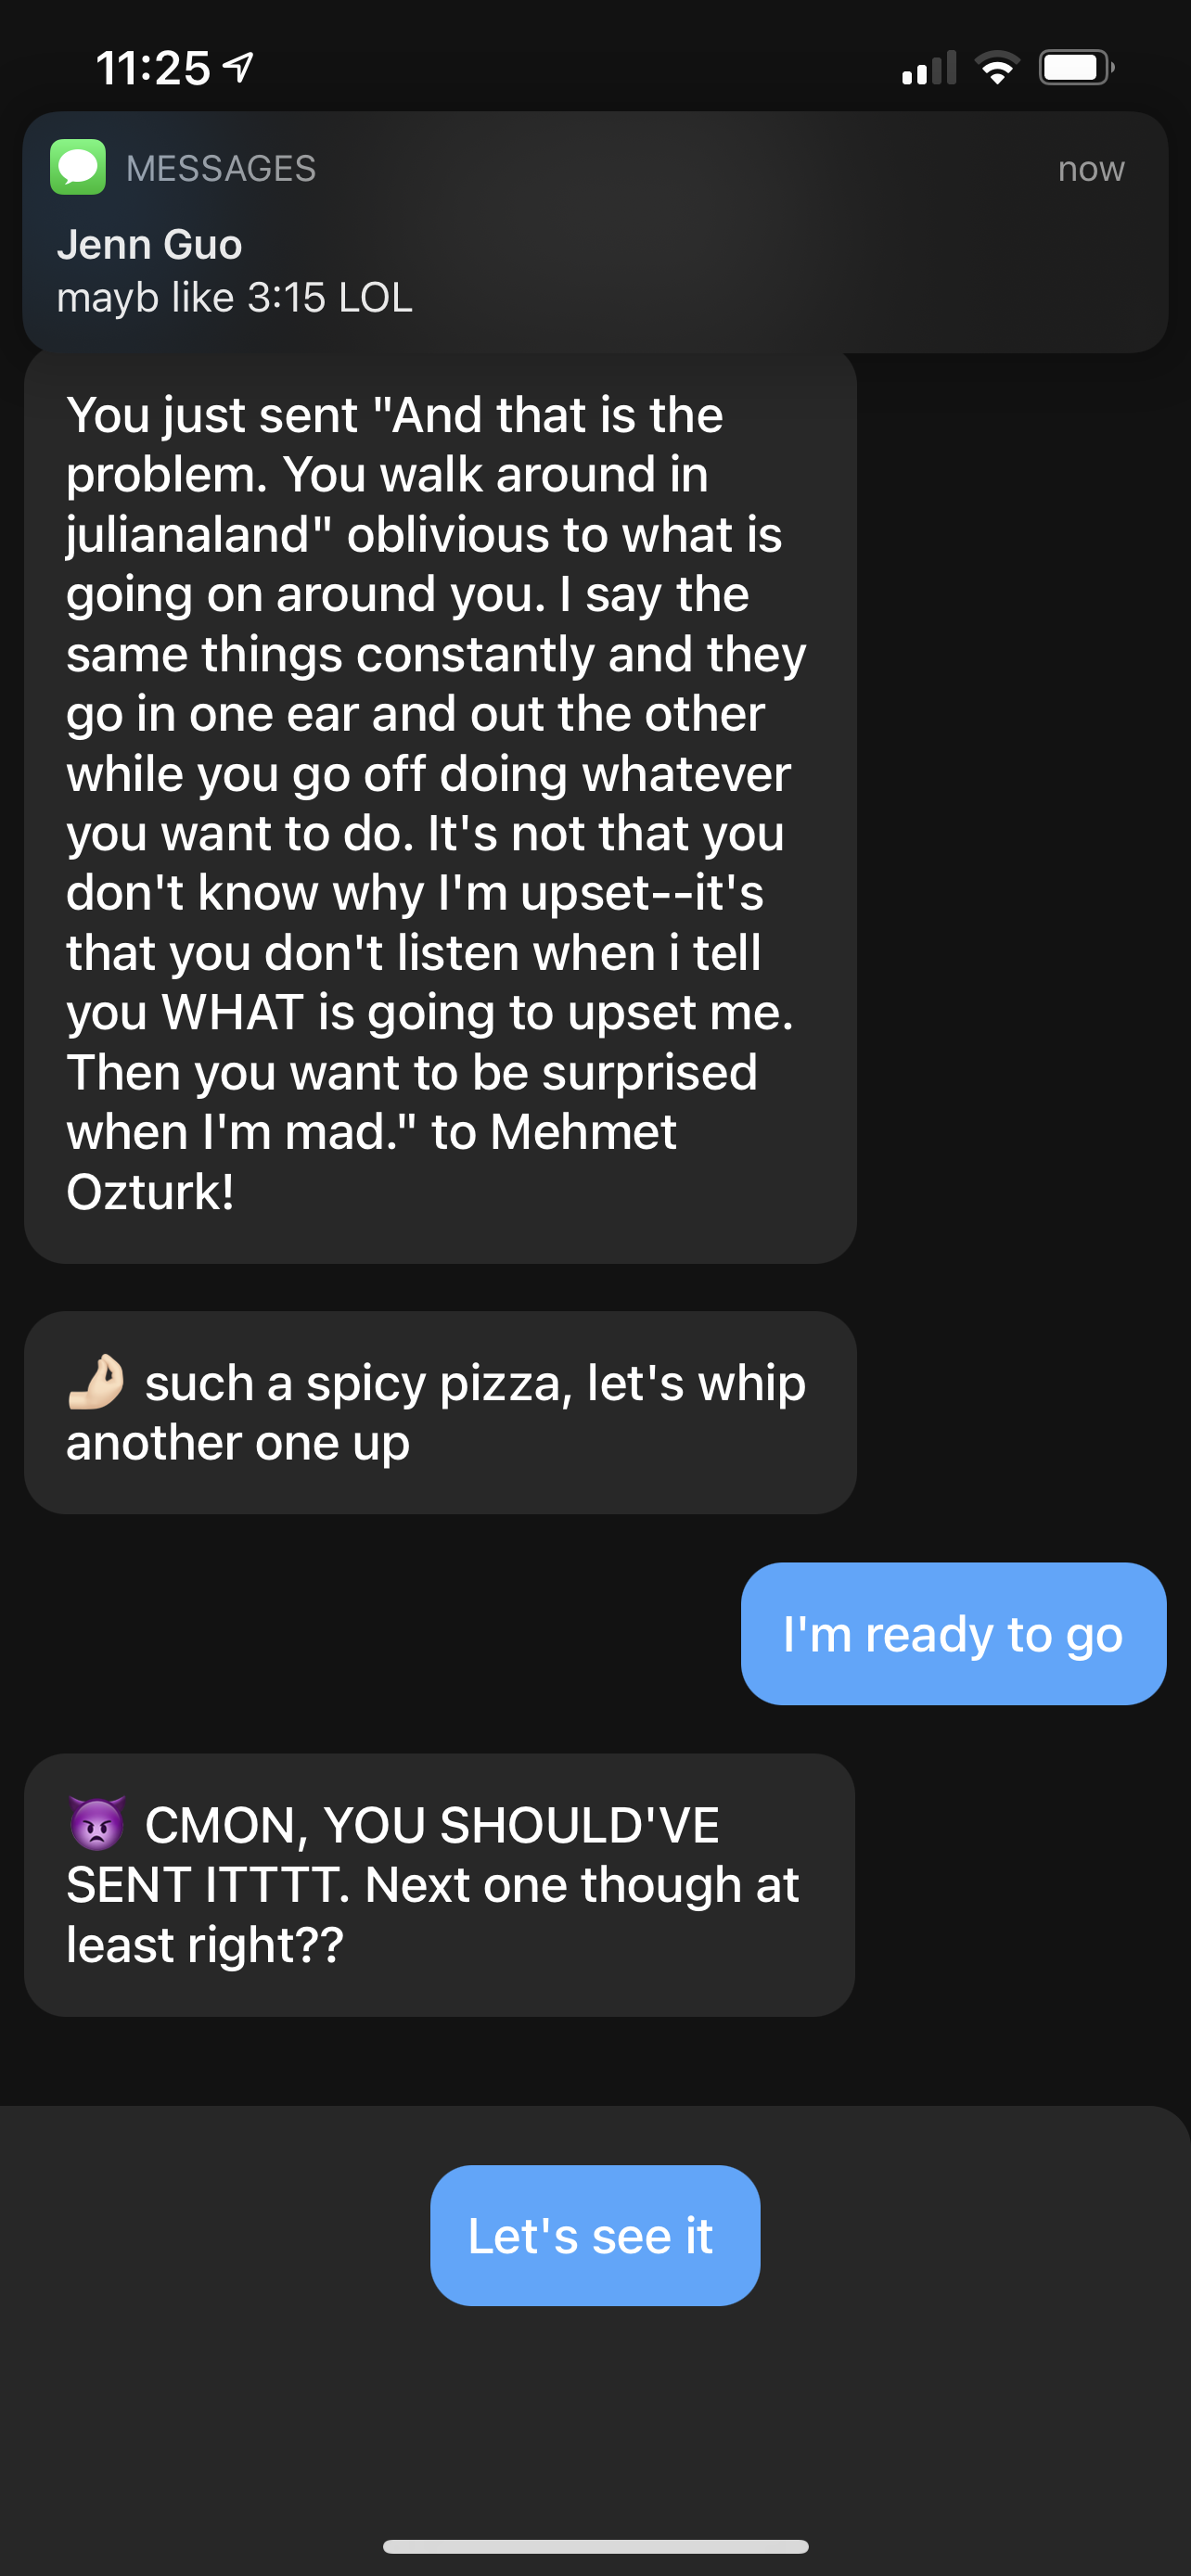 11:25
MESSAGES
now
Jenn Guo
mayb like 3:15 LOL
You just sent "And that is the
problem. You walk around in
julianaland" oblivious to what is
going on around you. I say the
same things constantly and they
go in one ear and out the other
while you go off doing whatever
you want to do. It's not that you
don't know why I'm upset--it's
that you don't listen when i tell
you WHAT is going to upset me.
Then you want to be surprised
when I'm mad." to Mehmet
Ozturk!
🤌🏻 such a spicy pizza, let's whip
another one up
I'm ready to go
👿 CMON, YOU SHOULD'VE
SENT ITTTT. Next one though at
least right??
Let's see it